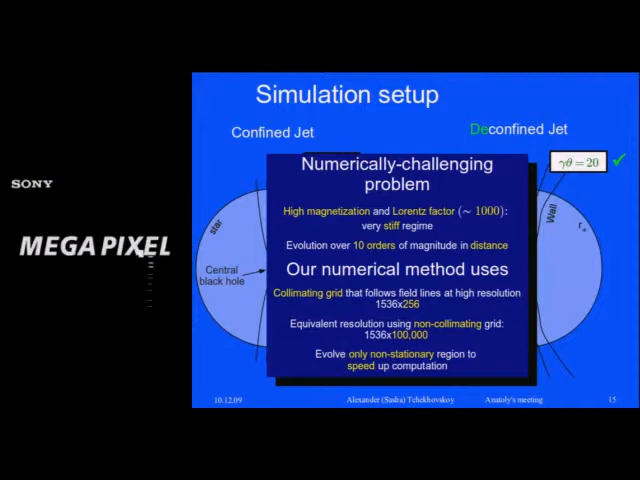 Simulation setup
Confined Jet
Deconfined Jet
γθ = 20 ✓
Numerically-challenging
problem
High magnetization and Lorentz factor (∼ 1000):
very stiff regime
Evolution over 10 orders of magnitude in distance
Our numerical method uses
Collimating grid that follows field lines at high resolution
1536x256
Equivalent resolution using non-collimating grid:
1536x100,000
Evolve only non-stationary region to
speed up computation
star
Central
black hole
Wall
SONY
MEGA PIXEL
10.12.09
Alexander (Sasha) Tchekhovskoy
Anatoly's meeting
15